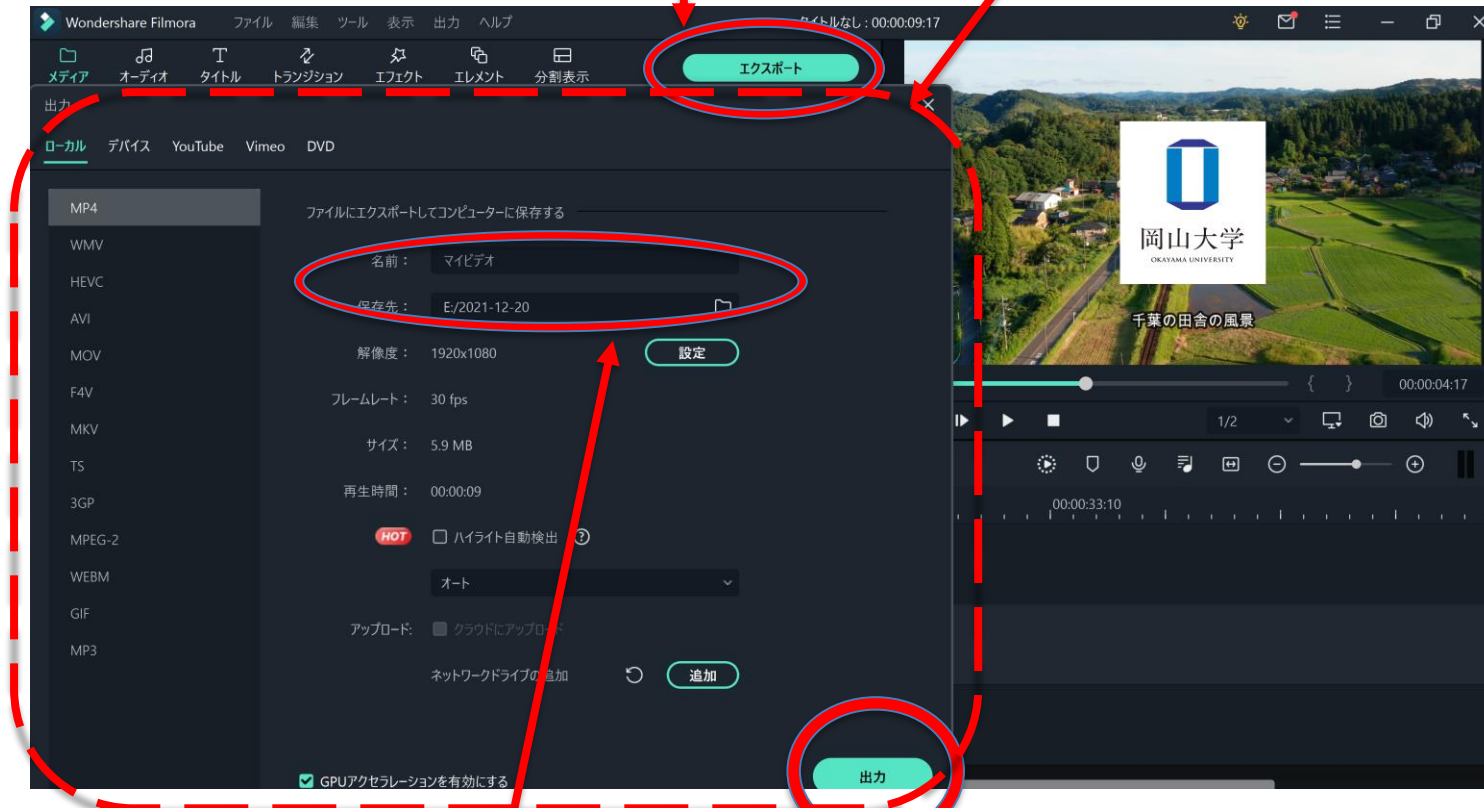 Wondershare Filmora ファイル 編集 ツール 表示 出力 ヘルプ タイトルなし : 00:00:09:17
メディア オーディオ タイトル トランジション エフェクト エレメント 分割表示 エクスポート
出力
ローカル デバイス YouTube Vimeo DVD
MP4
WMV
HEVC
AVI
MOV
F4V
MKV
TS
3GP
MPEG-2
WEBM
GIF
MP3
ファイルにエクスポートしてコンピューターに保存する
名前： マイビデオ
保存先： E:/2021-12-20
解像度： 1920x1080 設定
フレームレート： 30 fps
サイズ： 5.9 MB
再生時間： 00:00:09
HOT ハイライト自動検出 ?
オート
アップロード: クラウドにアップロード
ネットワークドライブの追加 追加
GPUアクセラレーションを有効にする
出力
岡山大学
OKAYAMA UNIVERSITY
千葉の田舎の風景
{ } 00:00:04:17
1/2
00:00:33:10